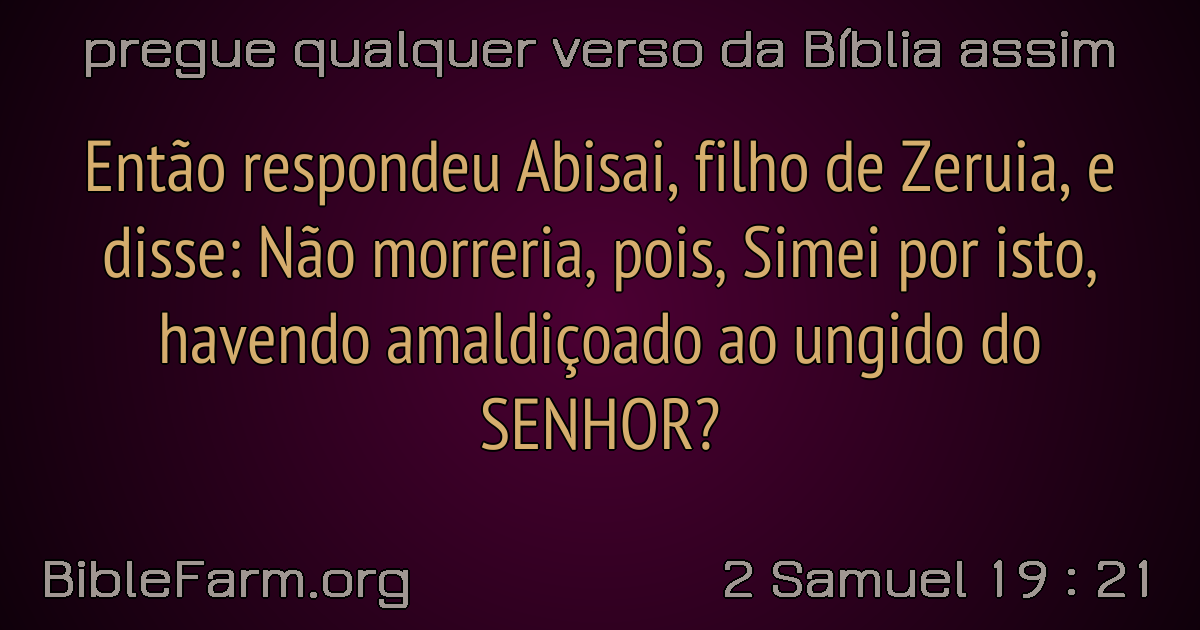 pregue qualquer verso da Bíblia assim
Então respondeu Abisai, filho de Zeruia, e
disse: Não morreria, pois, Simei por isto,
havendo amaldiçoado ao ungido do
SENHOR?
BibleFarm.org
2 Samuel 19 : 21